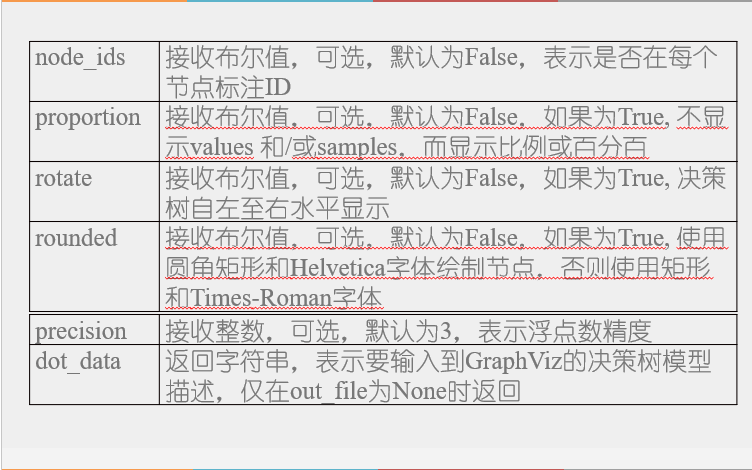 node_ids 接收布尔值，可选，默认为False，表示是否在每个
节点标注ID
proportion 接收布尔值，可选，默认为False，如果为True, 不显
示values 和/或samples，而显示比例或百分百
rotate 接收布尔值，可选，默认为False，如果为True, 决策
树自左至右水平显示
rounded 接收布尔值，可选，默认为False，如果为True, 使用
圆角矩形和Helvetica字体绘制节点，否则使用矩形
和Times-Roman字体
precision 接收整数，可选，默认为3，表示浮点数精度
dot_data 返回字符串，表示要输入到GraphViz的决策树模型
描述，仅在out_file为None时返回